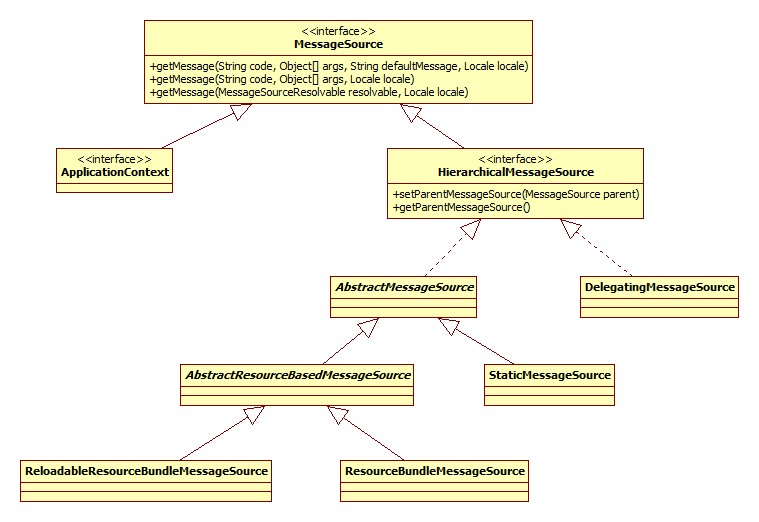 <<interface>>
MessageSource
+getMessage(String code, Object[] args, String defaultMessage, Locale locale)
+getMessage(String code, Object[] args, Locale locale)
+getMessage(MessageSourceResolvable resolvable, Locale locale)
<<interface>>
ApplicationContext
<<interface>>
HierarchicalMessageSource
+setParentMessageSource(MessageSource parent)
+getParentMessageSource()
AbstractMessageSource
DelegatingMessageSource
AbstractResourceBasedMessageSource
StaticMessageSource
ReloadableResourceBundleMessageSource
ResourceBundleMessageSource